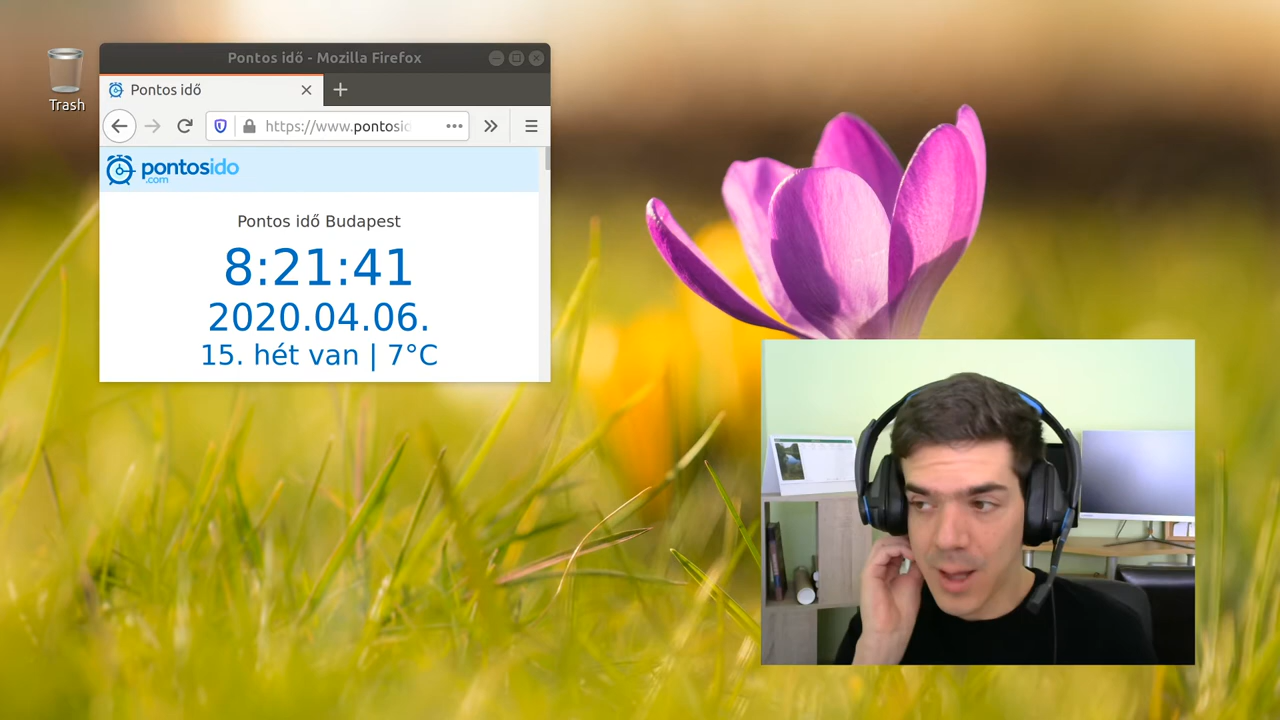 Trash
Pontos idő - Mozilla Firefox
Pontos idő
https://www.pontosido
pontosido
.com
Pontos idő Budapest
8:21:41
2020.04.06.
15. hét van | 7°C